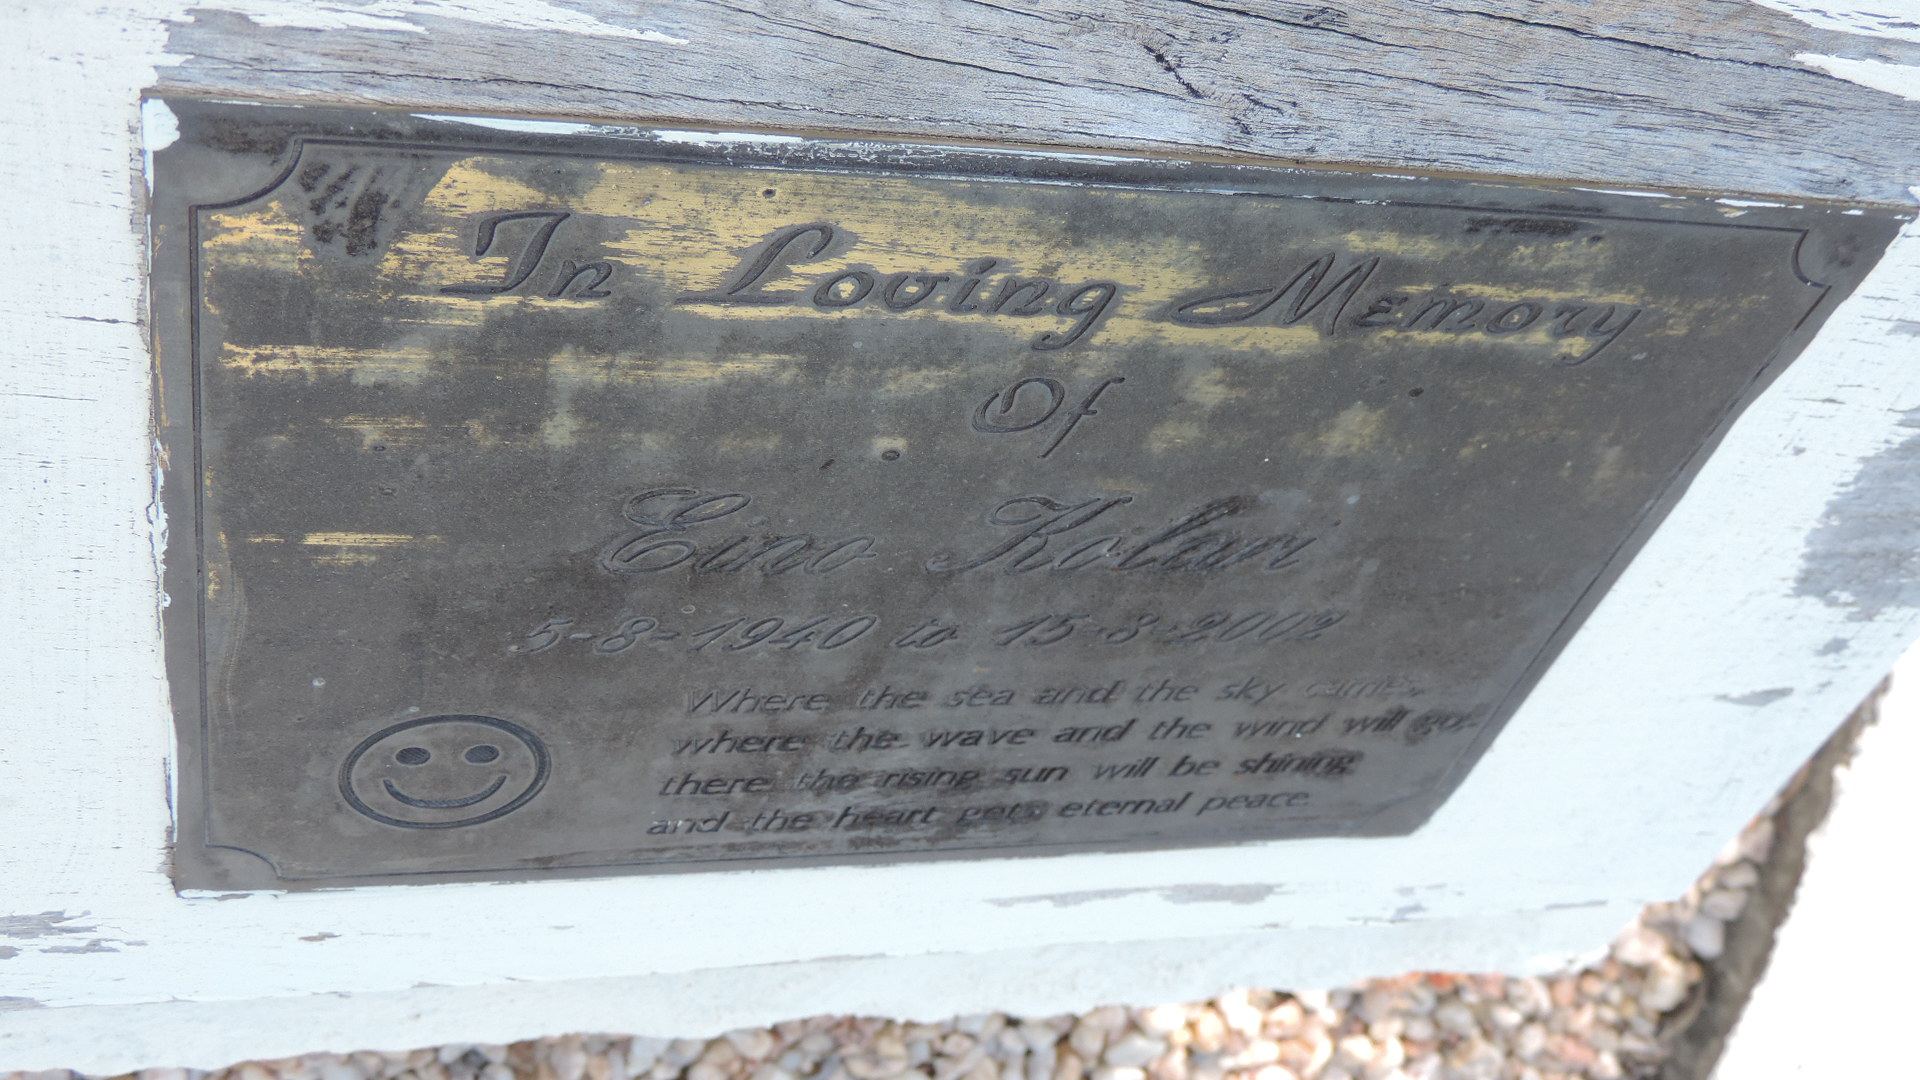 In Loving Memory
Of
Eino Kolari
5-8-1940 to 15-8-2002
Where the sea and the sky
where the wave and the wind will go,
there the rising sun will be shining
and the heart gets eternal peace.